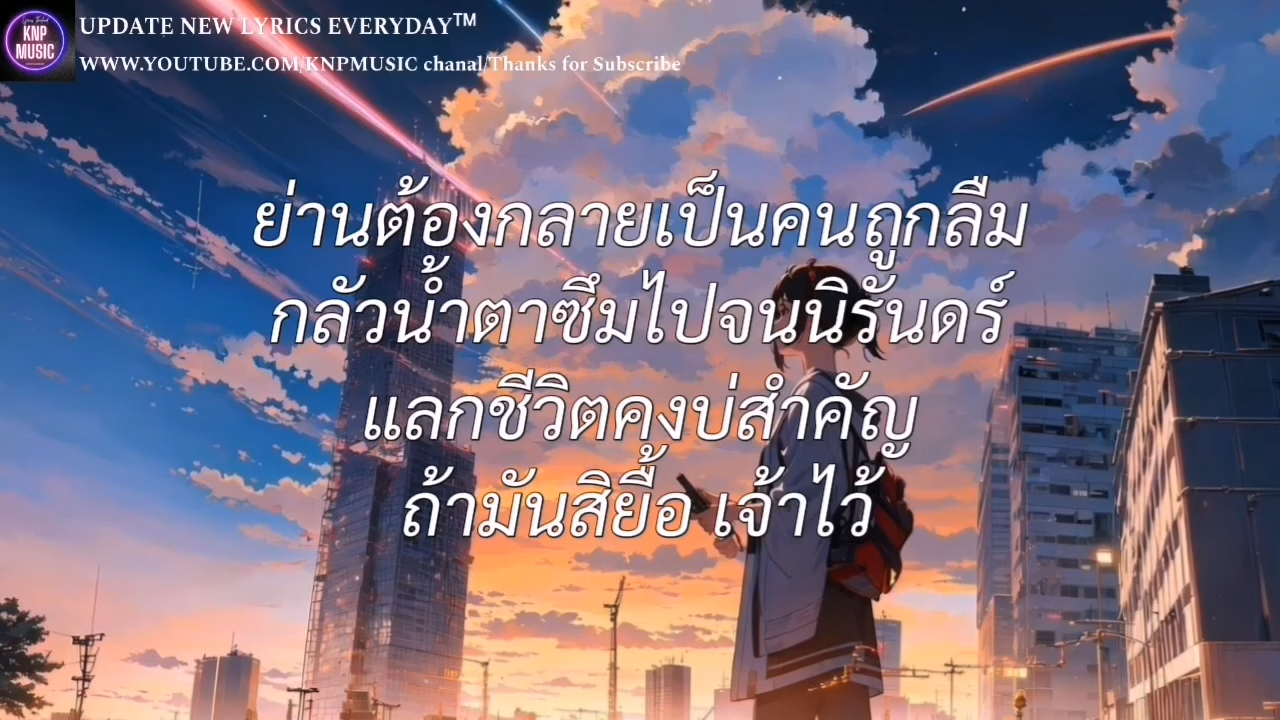 KNP
MUSIC
UPDATE NEW LYRICS EVERYDAY™
WWW.YOUTUBE.COM/KNPMUSIC chanal/Thanks for Subscribe
ย่านต้องกลายเป็นคนถูกลืม
กลัวน้ำตาซึมไปจนนิรันดร์
แลกชีวิตคงบ่สำคัญ
ถ้ามันสิยื้อ เจ้าไว้